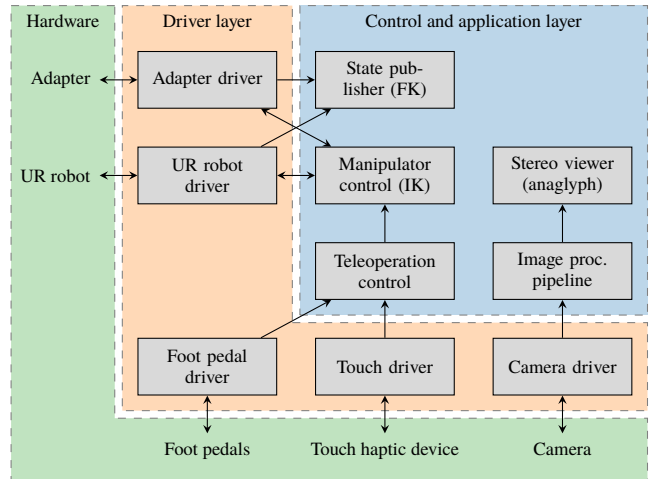 Hardware
Driver layer
Control and application layer
Adapter
Adapter driver
State pub-
lisher (FK)
UR robot
UR robot
driver
Manipulator
control (IK)
Stereo viewer
(anaglyph)
Teleoperation
control
Image proc.
pipeline
Foot pedal
driver
Touch driver
Camera driver
Foot pedals
Touch haptic device
Camera